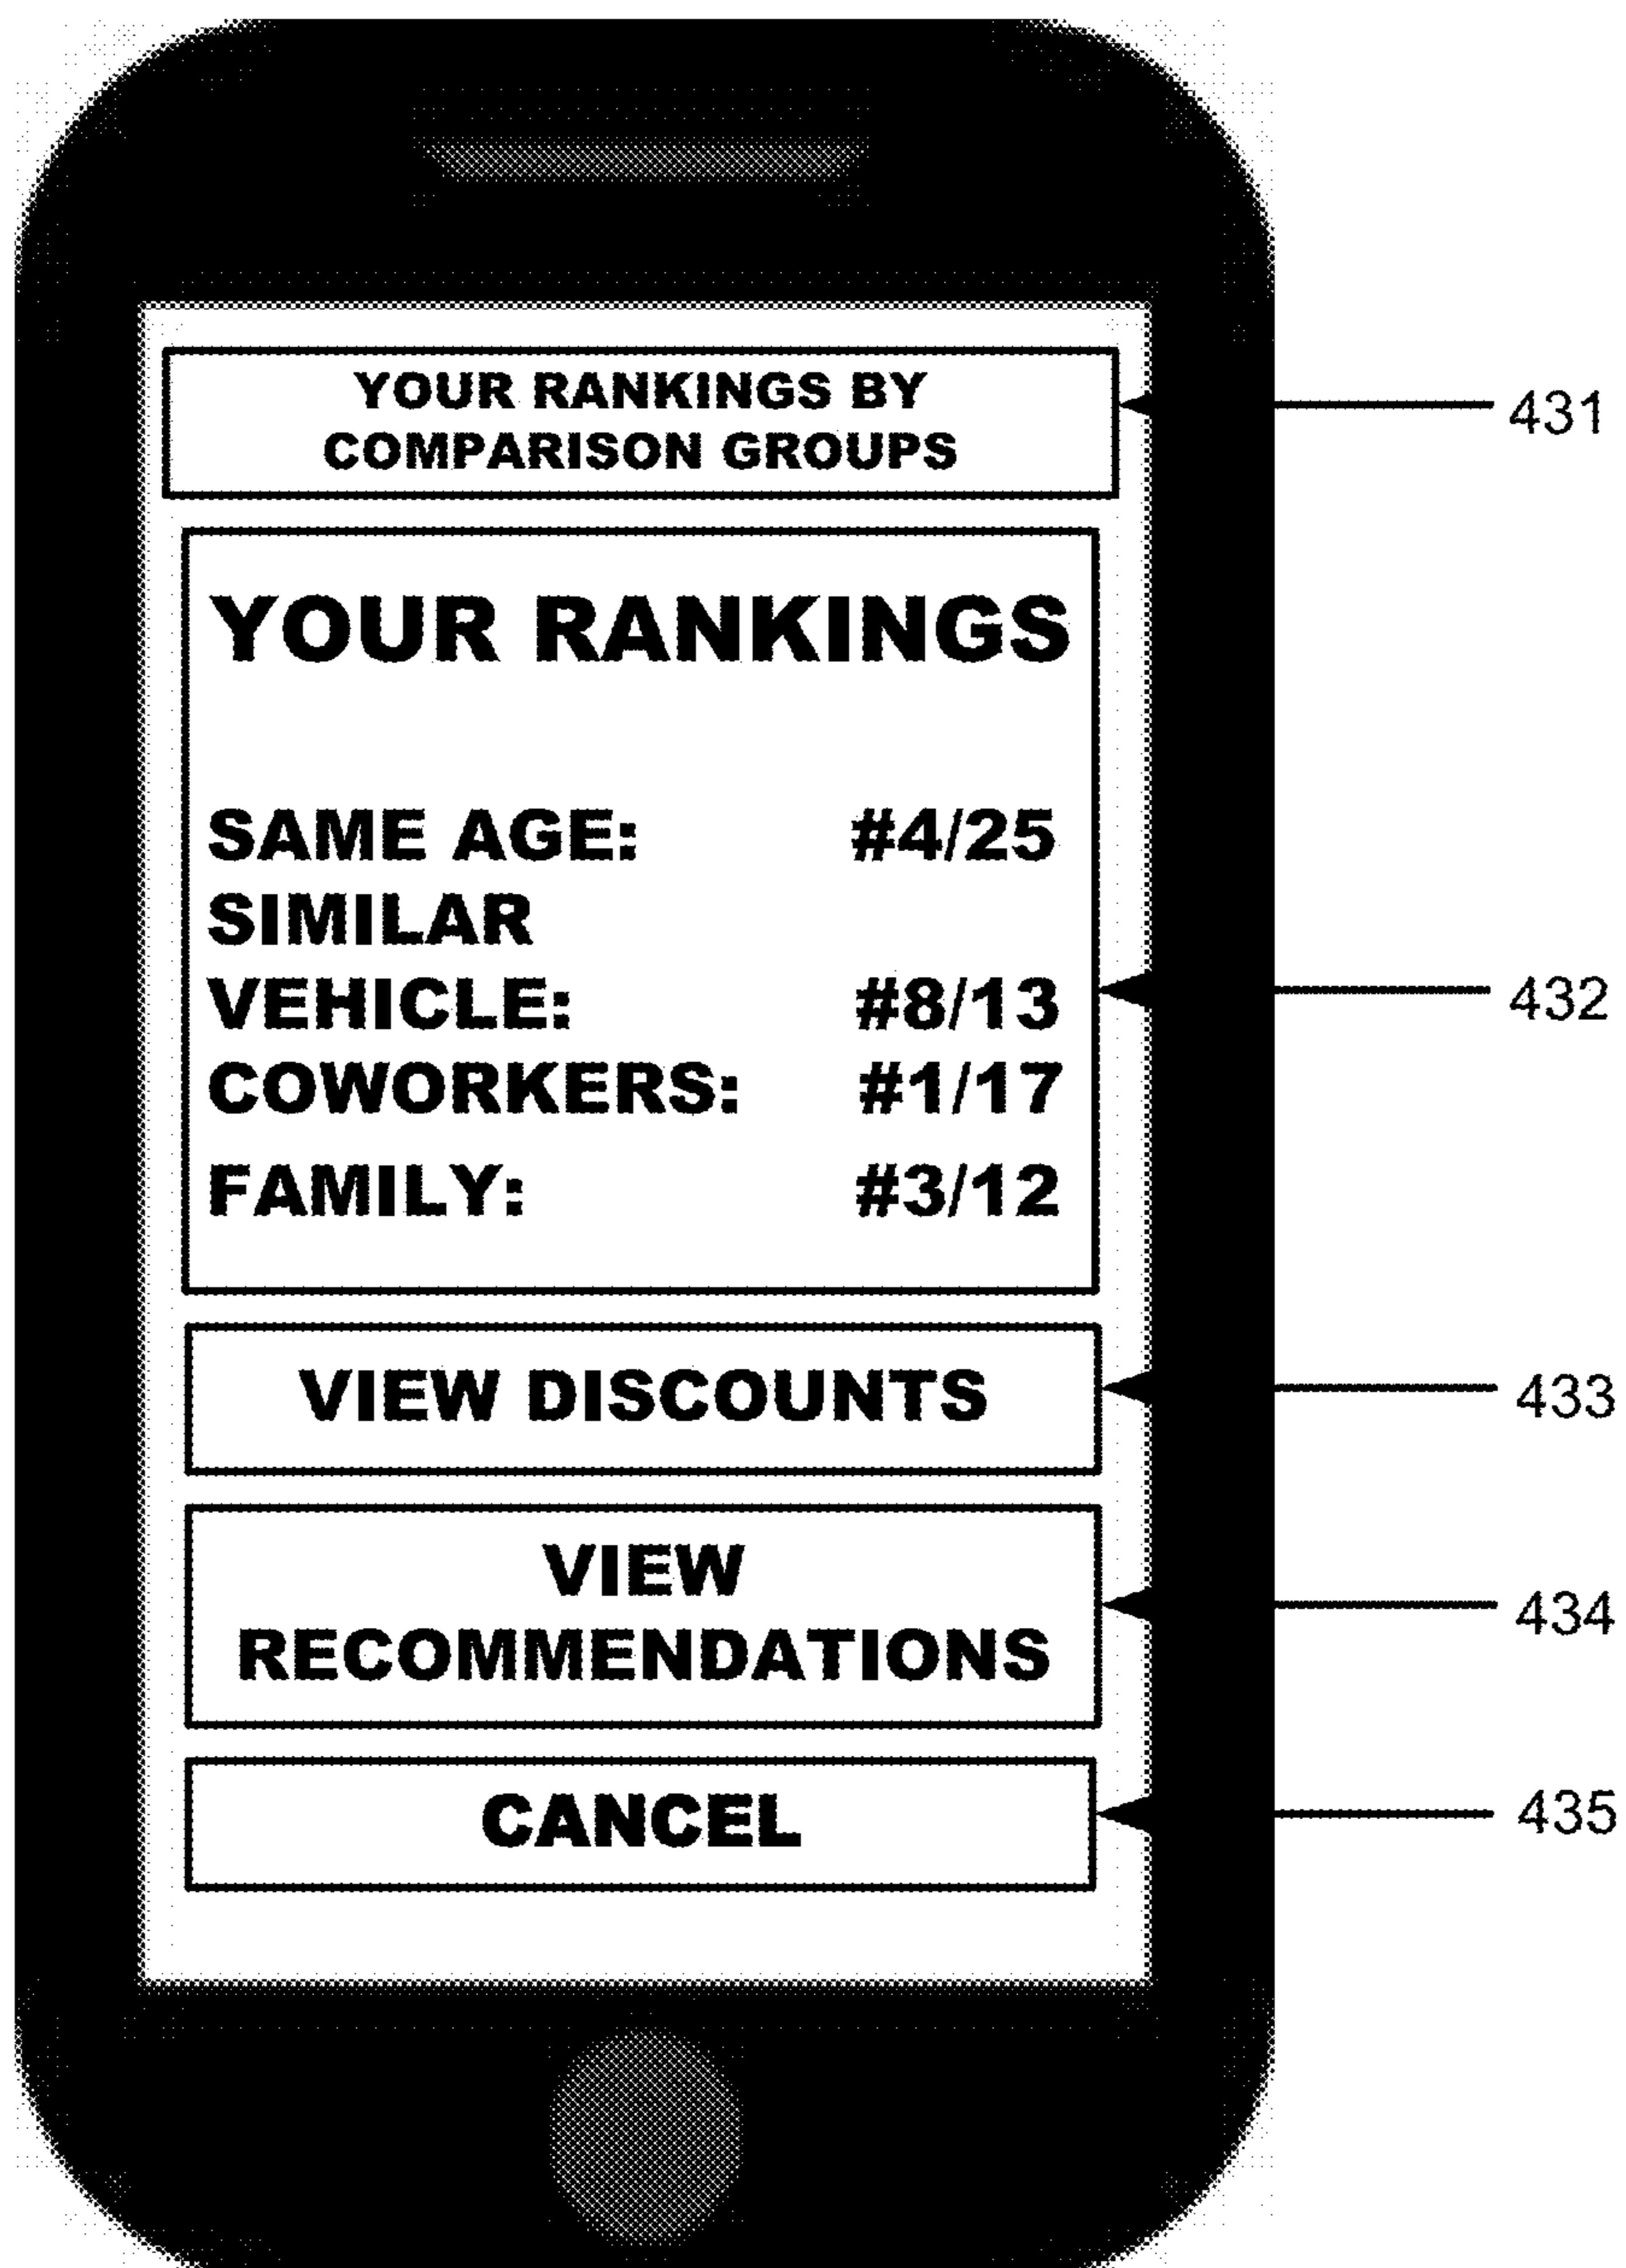 YOUR RANKINGS BY
COMPARISON GROUPS
431
YOUR RANKINGS
SAME AGE: #4/25
SIMILAR
VEHICLE: #8/13
432
COWORKERS: #1/17
FAMILY: #3/12
VIEW DISCOUNTS
433
VIEW
RECOMMENDATIONS
434
CANCEL
435